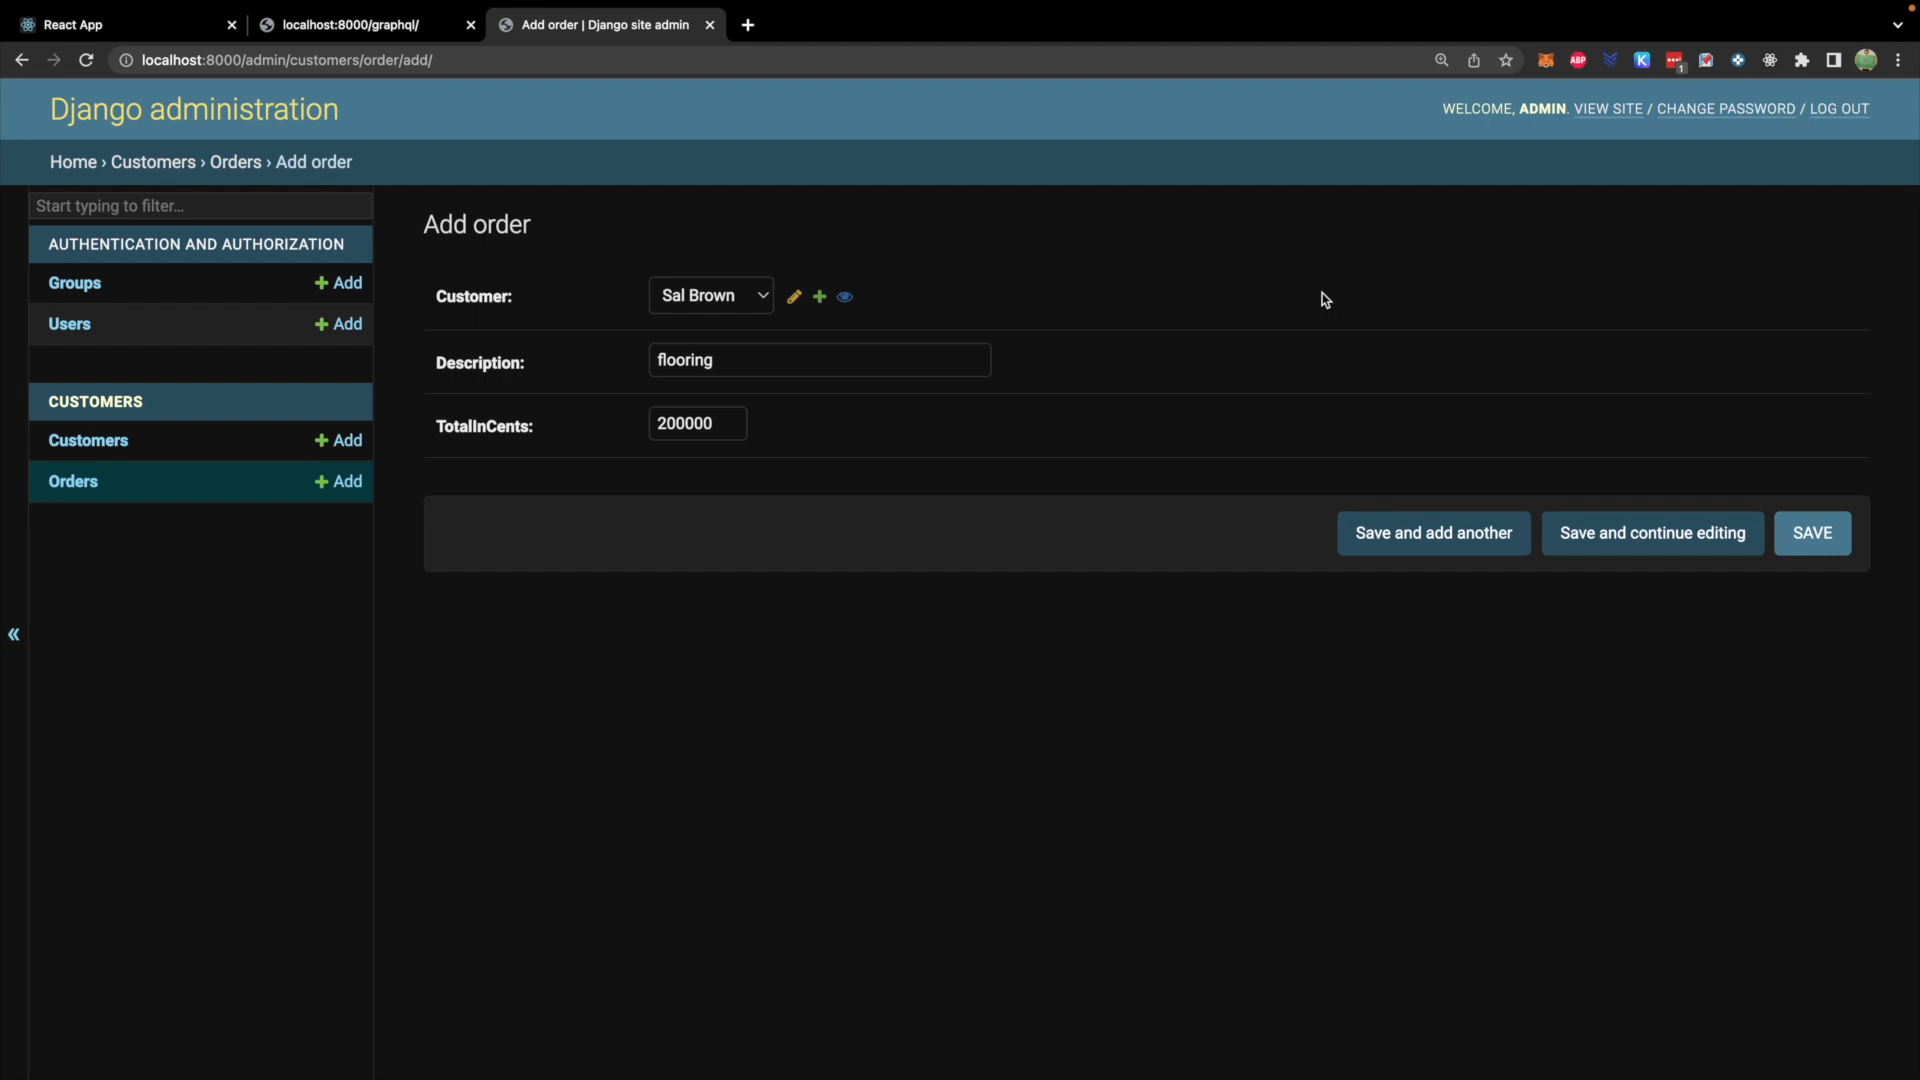 React App
localhost:8000/graphql/
Add order | Django site admin
localhost:8000/admin/customers/order/add/
ABP
K
1
Django administration
WELCOME, ADMIN. VIEW SITE / CHANGE PASSWORD / LOG OUT
Home › Customers › Orders › Add order
Start typing to filter...
AUTHENTICATION AND AUTHORIZATION
Groups + Add
Users + Add
CUSTOMERS
Customers + Add
Orders + Add
«
Add order
Customer: Sal Brown
Description: flooring
TotalInCents: 200000
Save and add another Save and continue editing SAVE